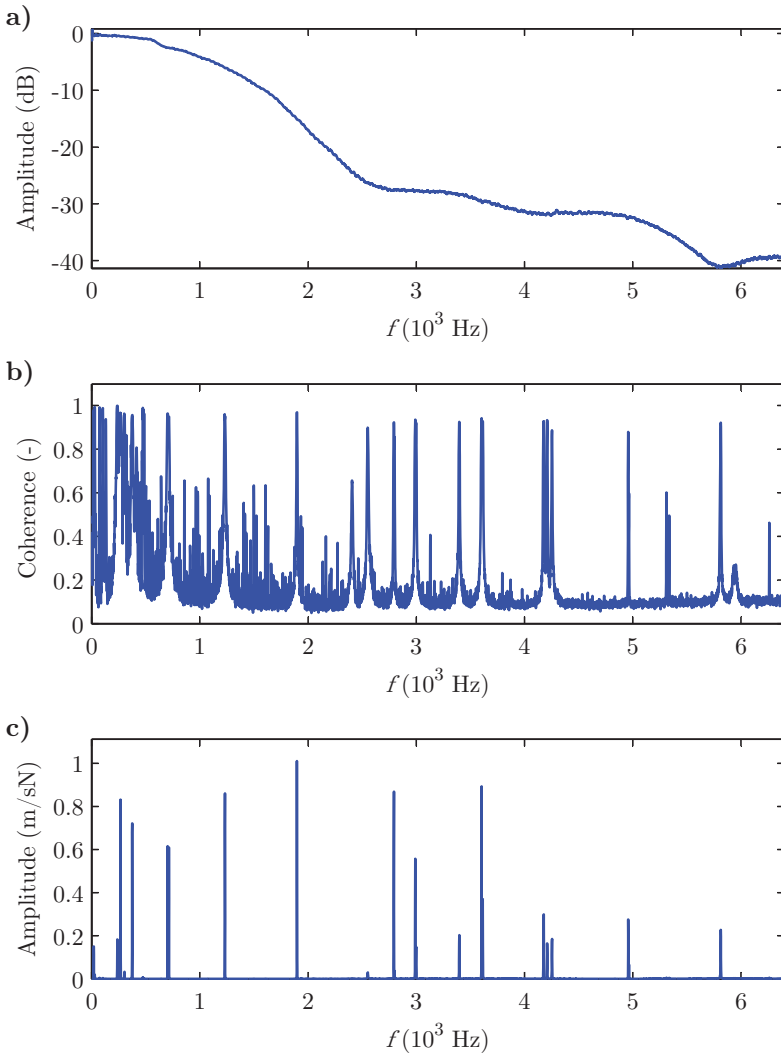 a)
0
-10
-20
-30
-40
Amplitude (dB)
0 1 2 3 4 5 6
f (10³ Hz)
b)
1
0.8
0.6
0.4
0.2
0
Coherence (-)
0 1 2 3 4 5 6
f (10³ Hz)
c)
1
0.8
0.6
0.4
0.2
0
Amplitude (m/sN)
0 1 2 3 4 5 6
f (10³ Hz)